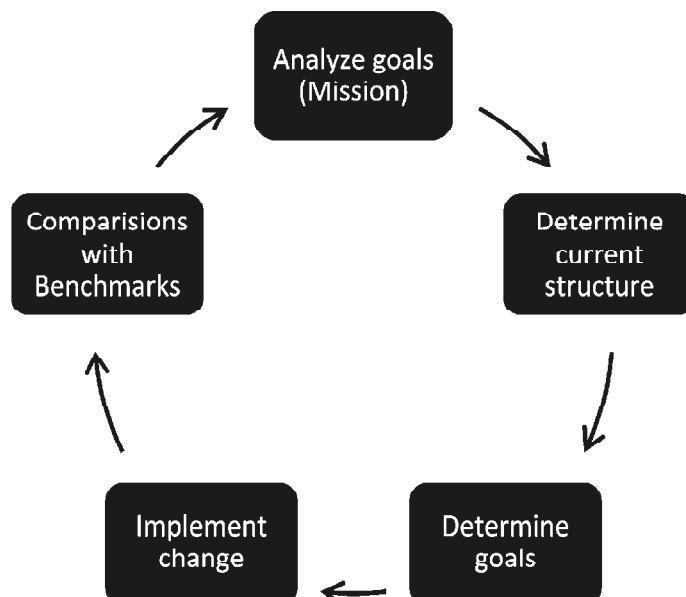 Analyze goals
(Mission)
Determine
current
structure
Determine
goals
Implement
change
Comparisions
with
Benchmarks